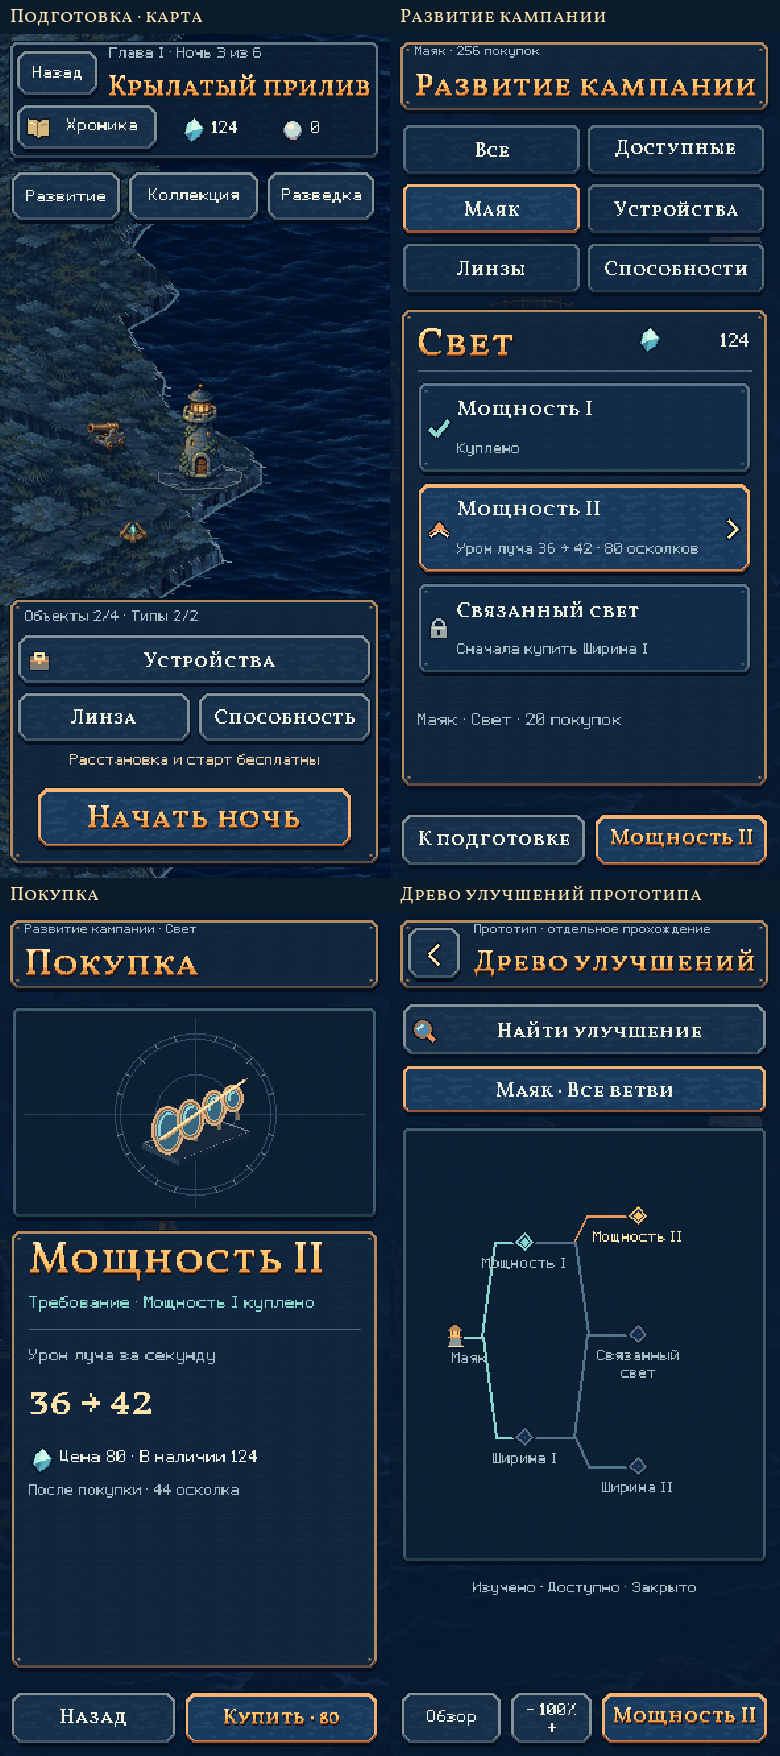 Подготовка · карта
Глава I · Ночь 3 из 6
Назад
Крылатый прилив
Хроника
124
0
Развитие
Коллекция
Разведка
Объекты 2/4 · Типы 2/2
Устройства
Линза
Способность
Расстановка и старт бесплатны
Начать ночь
Развитие кампании
Маяк · 256 покупок
Развитие кампании
Все
Доступные
Маяк
Устройства
Линзы
Способности
Свет
124
Мощность I
Куплено
Мощность II
Урон луча 36 → 42 · 80 осколков
Связанный свет
Сначала купить Ширина I
Маяк · Свет · 20 покупок
К подготовке
Мощность II
Покупка
Развитие кампании · Свет
Покупка
Мощность II
Требование · Мощность I куплено
Урон луча за секунду
36 → 42
Цена 80 · В наличии 124
После покупки · 44 осколка
Назад
Купить · 80
Древо улучшений прототипа
Прототип · отдельное прохождение
Древо улучшений
Найти улучшение
Маяк · Все ветви
Мощность II
Мощность I
Маяк
Связанный
свет
Ширина I
Ширина II
Изучено · Доступно · Закрыто
Обзор
− 100%
+
Мощность II